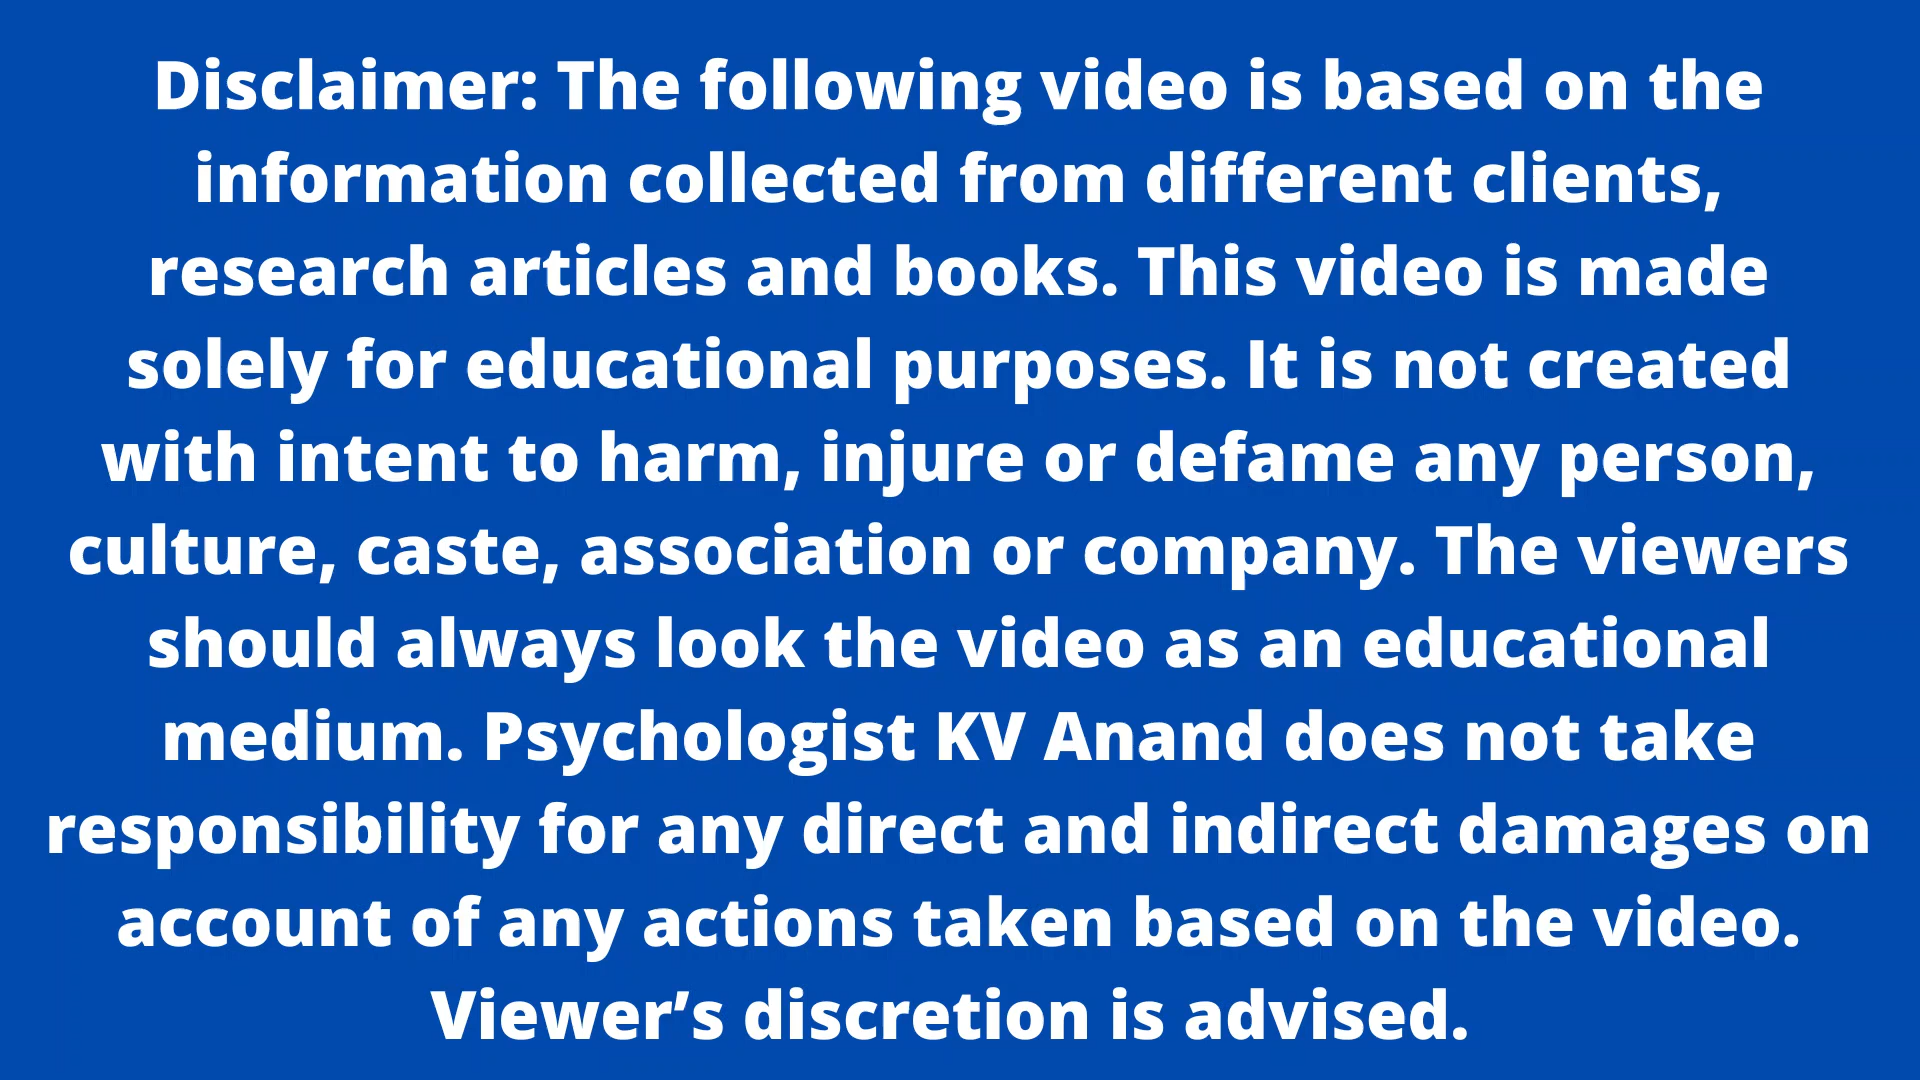 Disclaimer: The following video is based on the
information collected from different clients,
research articles and books. This video is made
solely for educational purposes. It is not created
with intent to harm, injure or defame any person,
culture, caste, association or company. The viewers
should always look the video as an educational
medium. Psychologist KV Anand does not take
responsibility for any direct and indirect damages on
account of any actions taken based on the video.
Viewer’s discretion is advised.